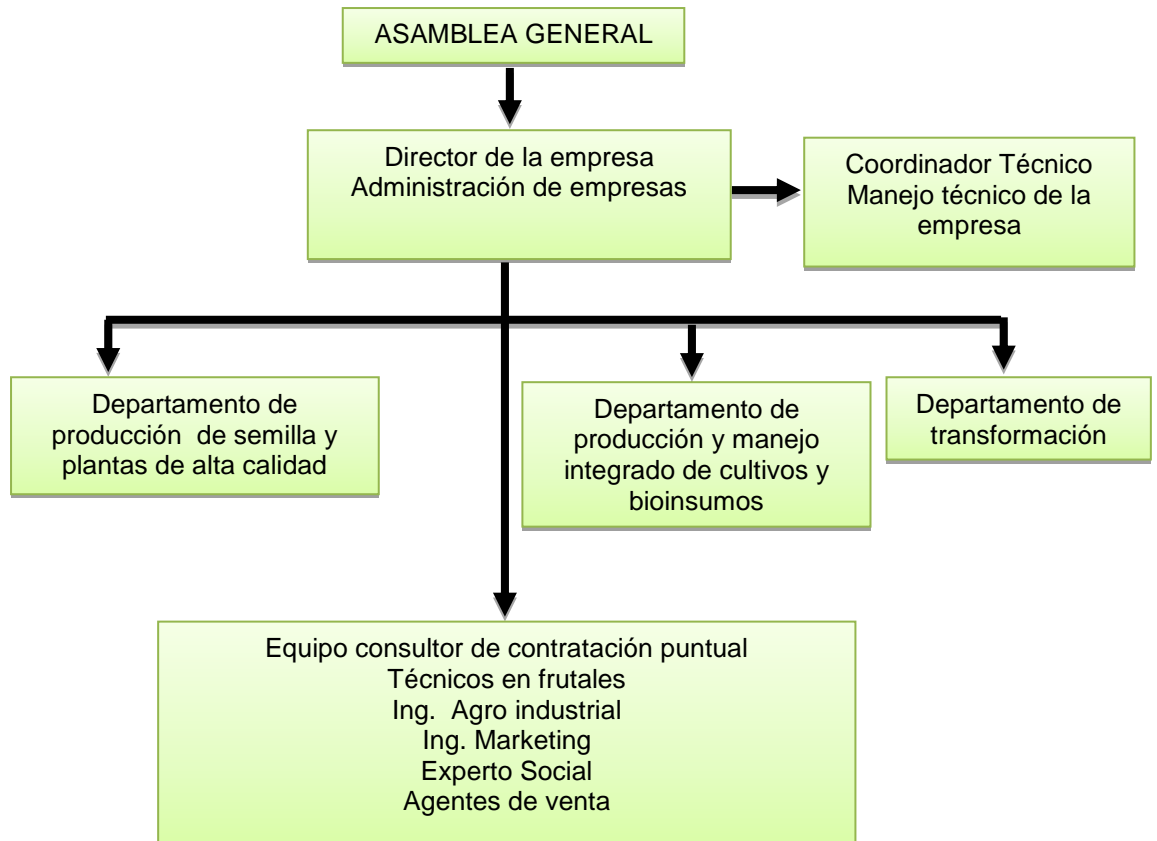 ASAMBLEA GENERAL
Director de la empresa
Administración de empresas
Coordinador Técnico
Manejo técnico de la
empresa
Departamento de
producción de semilla y
plantas de alta calidad
Departamento de
producción y manejo
integrado de cultivos y
bioinsumos
Departamento de
transformación
Equipo consultor de contratación puntual
Técnicos en frutales
Ing. Agro industrial
Ing. Marketing
Experto Social
Agentes de venta